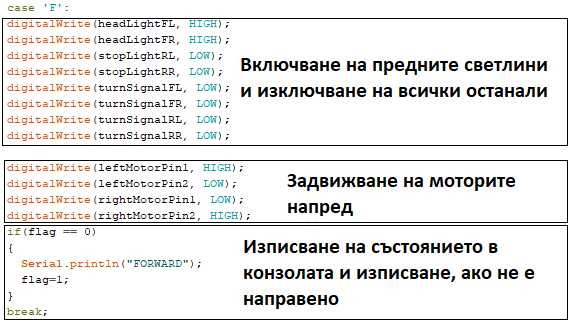 case 'F':
digitalWrite(headLightFL, HIGH);
digitalWrite(headLightFR, HIGH);
digitalWrite(stopLightRL, LOW);
digitalWrite(stopLightRR, LOW);
digitalWrite(turnSignalFL, LOW);
digitalWrite(turnSignalFR, LOW);
digitalWrite(turnSignalRL, LOW);
digitalWrite(turnSignalRR, LOW);
Включване на предните светлини
и изключване на всички останали
digitalWrite(leftMotorPin1, HIGH);
digitalWrite(leftMotorPin2, LOW);
digitalWrite(rightMotorPin1, LOW);
digitalWrite(rightMotorPin2, HIGH);
Задвижване на моторите
напред
if(flag == 0)
{
Serial.println("FORWARD");
flag=1;
}
break;
Изписване на състоянието в
конзолата и изписване, ако не е
направено